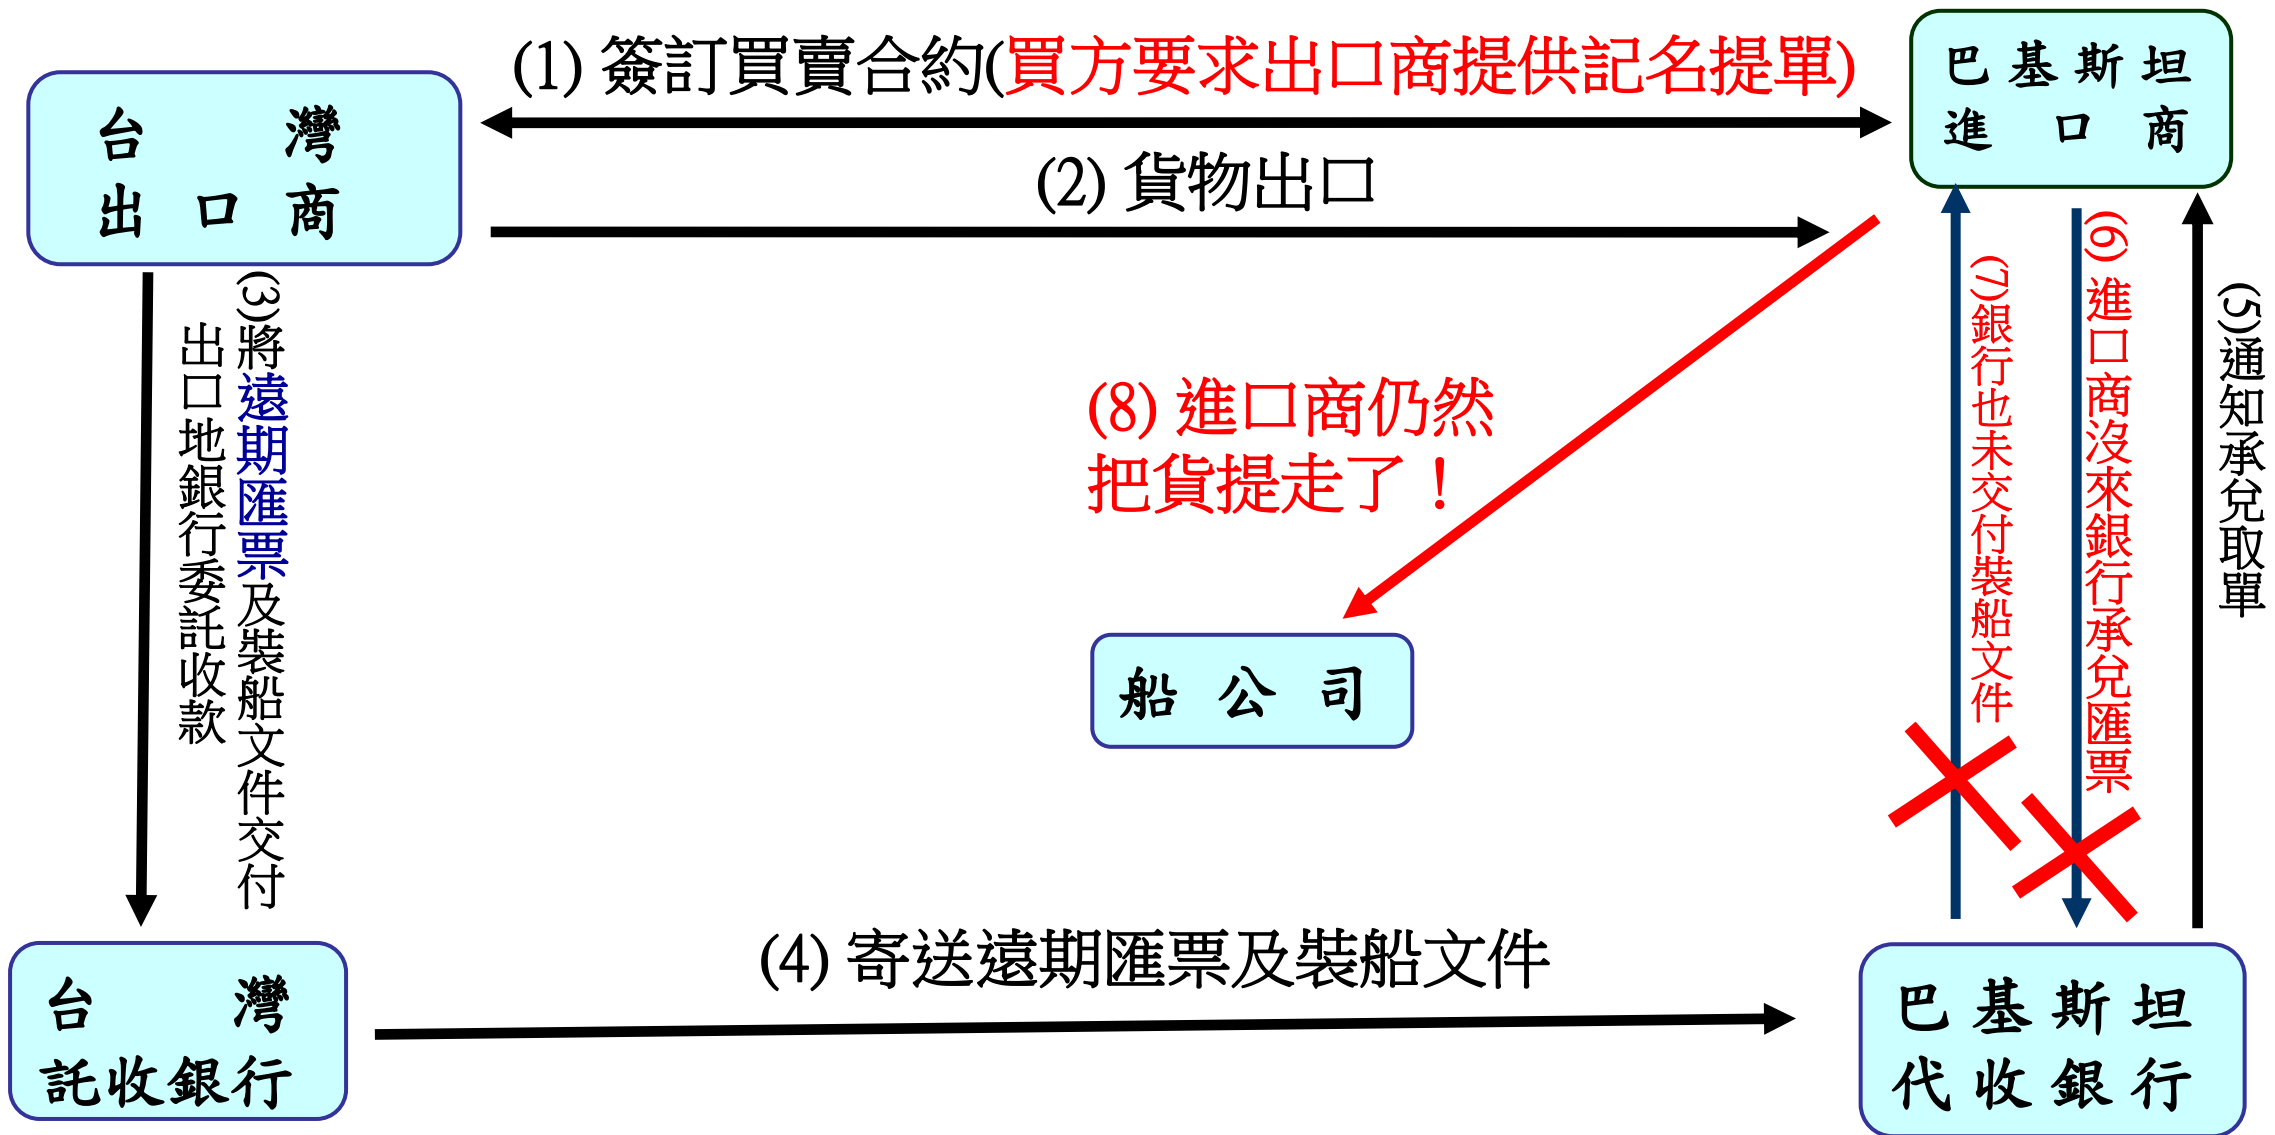 (1) 簽訂買賣合約(買方要求出口商提供記名提單)
台灣
出口商
巴基斯坦
進口商
(2) 貨物出口
(3)將遠期匯票及裝船文件交付
出口地銀行委託收款
(8) 進口商仍然
把貨提走了！
船公司
(7)銀行也未交付裝船文件
(6) 進口商沒來銀行承兌匯票
(5)通知承兌取單
(4) 寄送遠期匯票及裝船文件
台灣
託收銀行
巴基斯坦
代收銀行